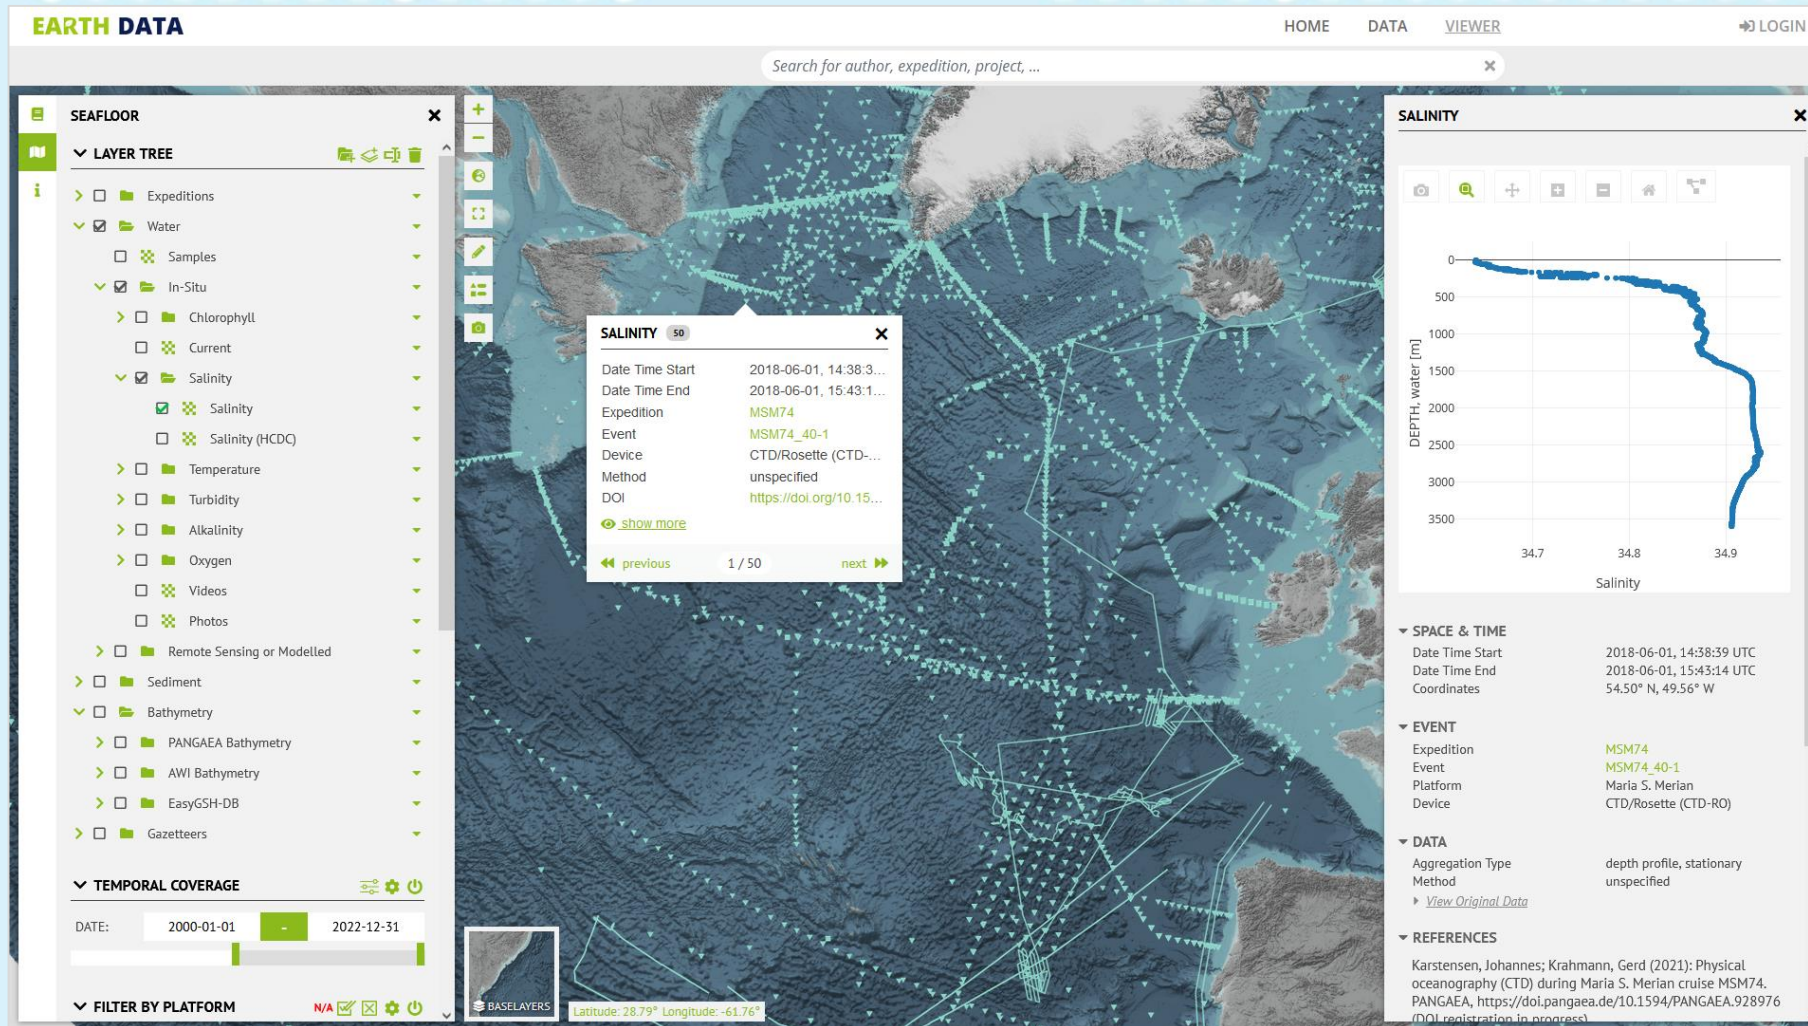 EARTH DATA
HOME DATA VIEWER LOGIN
Search for author, expedition, project, ...
SEAFLOOR
LAYER TREE
Expeditions
Water
Samples
In-Situ
Chlorophyll
Current
Salinity
Salinity
Salinity (HCDC)
Temperature
Turbidity
Alkalinity
Oxygen
Videos
Photos
Remote Sensing or Modelled
Sediment
Bathymetry
PANGAEA Bathymetry
AWI Bathymetry
EasyGSH-DB
Gazetteers
TEMPORAL COVERAGE
DATE: 2000-01-01 - 2022-12-31
FILTER BY PLATFORM N/A
SALINITY 50
Date Time Start 2018-06-01, 14:38:3...
Date Time End 2018-06-01, 15:43:1...
Expedition MSM74
Event MSM74_40-1
Device CTD/Rosette (CTD-...
Method unspecified
DOI https://doi.org/10.15...
show more
previous 1 / 50 next
BASELAYERS
Latitude: 28.79° Longitude: -61.76°
SALINITY
0
500
1000
1500
2000
2500
3000
3500
DEPTH, water [m]
34.7 34.8 34.9
Salinity
SPACE & TIME
Date Time Start 2018-06-01, 14:38:39 UTC
Date Time End 2018-06-01, 15:43:14 UTC
Coordinates 54.50° N, 49.56° W
EVENT
Expedition MSM74
Event MSM74_40-1
Platform Maria S. Merian
Device CTD/Rosette (CTD-RO)
DATA
Aggregation Type depth profile, stationary
Method unspecified
View Original Data
REFERENCES
Karstensen, Johannes; Krahmann, Gerd (2021): Physical
oceanography (CTD) during Maria S. Merian cruise MSM74.
PANGAEA, https://doi.pangaea.de/10.1594/PANGAEA.928976
(DOI registration in progress)